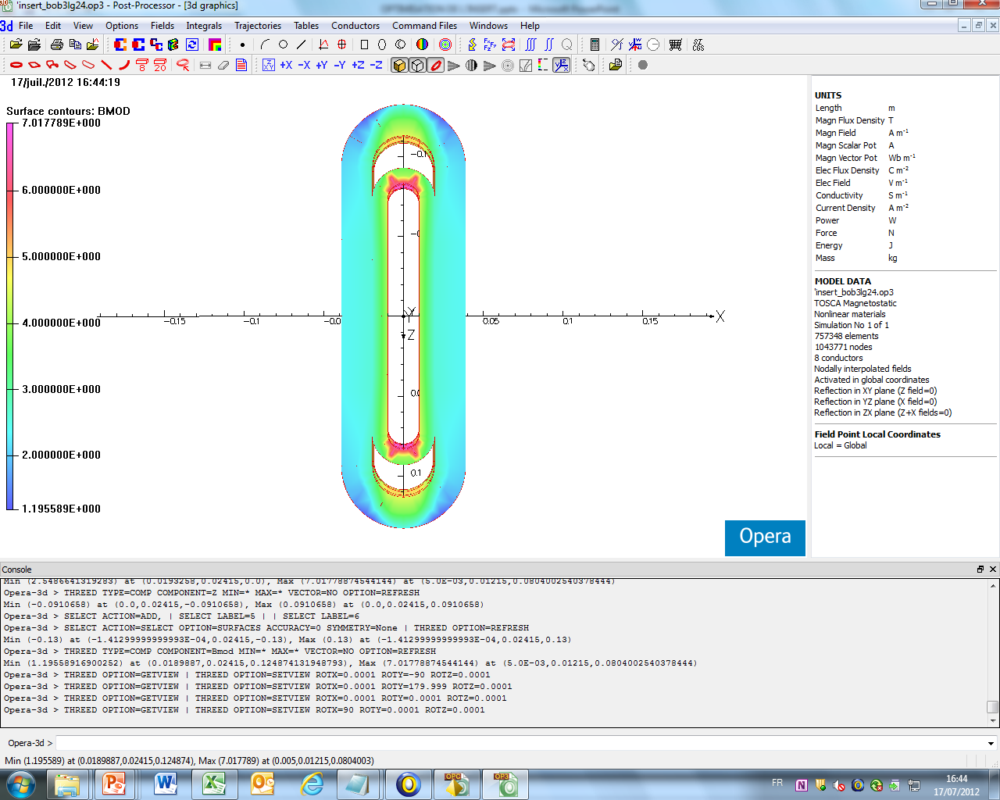 'insert_bob3lg24.op3 - Post-Processor - [3d graphics]
3d File Edit View Options Fields Integrals Trajectories Tables Conductors Command Files Windows Help
ST CGS
8 20 +X -X +Y -Y +Z -Z
17/juil./2012 16:44:19
Surface contours: BMOD
7.017789E+000
6.000000E+000
5.000000E+000
4.000000E+000
3.000000E+000
2.000000E+000
1.195589E+000
-0.15 -0.1 -0.0 0.05 0.1 0.15 X
Y
Z
0.1
UNITS
Length m
Magn Flux Density T
Magn Field A m-1
Magn Scalar Pot A
Magn Vector Pot Wb m-1
Elec Flux Density C m-2
Elec Field V m-1
Conductivity S m-1
Current Density A m-2
Power W
Force N
Energy J
Mass kg
MODEL DATA
'insert_bob3lg24.op3
TOSCA Magnetostatic
Nonlinear materials
Simulation No 1 of 1
757348 elements
1043771 nodes
8 conductors
Nodally interpolated fields
Activated in global coordinates
Reflection in XY plane (Z field=0)
Reflection in YZ plane (X field=0)
Reflection in ZX plane (Z+X fields=0)
Field Point Local Coordinates
Local = Global
Opera
Console
Min (2.5486641319283) at (0.0193258,0.02415,0.0), Max (7.01778874544144) at (5.0E-03,0.01215,0.0804002540378444)
Opera-3d > THREED TYPE=COMP COMPONENT=Z MIN=* MAX=* VECTOR=NO OPTION=REFRESH
Min (-0.0910658) at (0.0,0.02415,-0.0910658), Max (0.0910658) at (0.0,0.02415,0.0910658)
Opera-3d > SELECT ACTION=ADD, | SELECT LABEL=5 | | SELECT LABEL=6
Opera-3d > SELECT ACTION=SELECT OPTION=SURFACES ACCURACY=0 SYMMETRY=None | THREED OPTION=REFRESH
Min (-0.13) at (-1.41299999999993E-04,0.02415,-0.13), Max (0.13) at (-1.41299999999993E-04,0.02415,0.13)
Opera-3d > THREED TYPE=COMP COMPONENT=Bmod MIN=* MAX=* VECTOR=NO OPTION=REFRESH
Min (1.19558916900252) at (0.0189887,0.02415,0.124874131948793), Max (7.01778874544144) at (5.0E-03,0.01215,0.0804002540378444)
Opera-3d > THREED OPTION=GETVIEW | THREED OPTION=SETVIEW ROTX=0.0001 ROTY=-90 ROTZ=0.0001
Opera-3d > THREED OPTION=GETVIEW | THREED OPTION=SETVIEW ROTX=0.0001 ROTY=179.999 ROTZ=0.0001
Opera-3d > THREED OPTION=GETVIEW | THREED OPTION=SETVIEW ROTX=0.0001 ROTY=0.0001 ROTZ=0.0001
Opera-3d > THREED OPTION=GETVIEW | THREED OPTION=SETVIEW ROTX=90 ROTY=0.0001 ROTZ=0.0001
Opera-3d >
Min (1.195589) at (0.0189887,0.02415,0.124874), Max (7.017789) at (0.005,0.01215,0.0804003)
OPC OP3
FR
16:44
17/07/2012